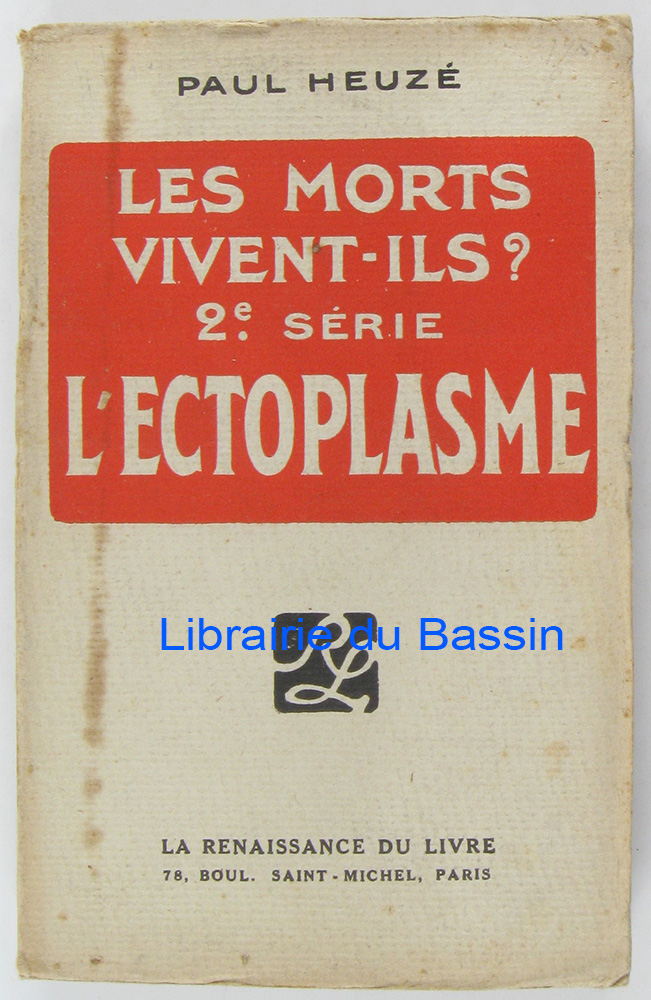 PAUL HEUZÉ
LES MORTS
VIVENT-ILS?
2e. SÉRIE
L'ECTOPLASME
RL
Librairie du Bassin
LA RENAISSANCE DU LIVRE
78, BOUL. SAINT-MICHEL, PARIS